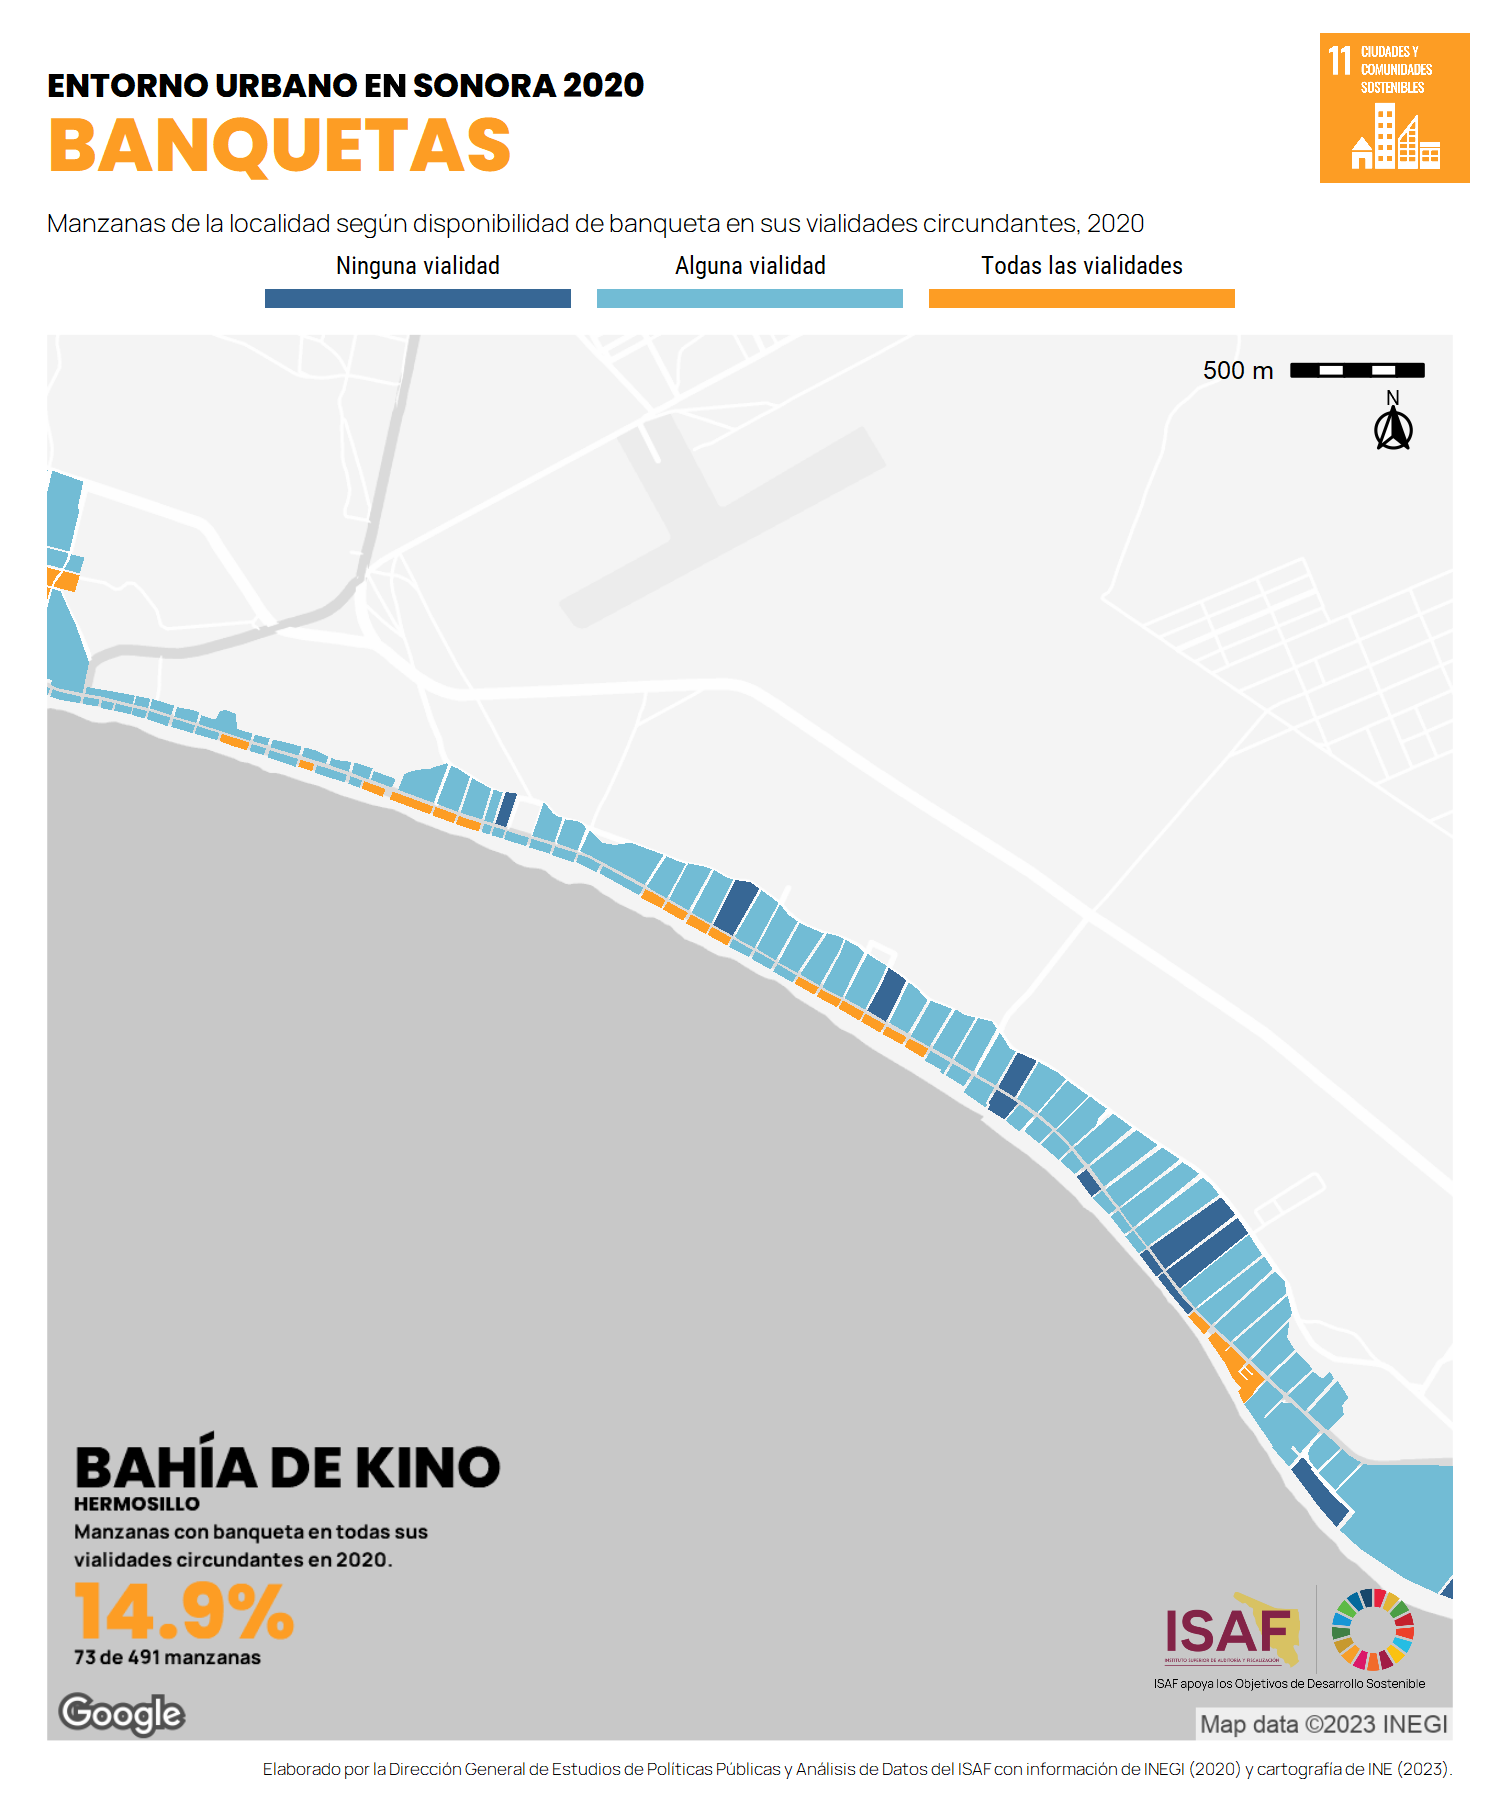 ENTORNO URBANO EN SONORA 2020
BANQUETAS
11 CIUDADES Y
COMUNIDADES
SOSTENIBLES
Manzanas de la localidad según disponibilidad de banqueta en sus vialidades circundantes, 2020
Ninguna vialidad
Alguna vialidad
Todas las vialidades
500 m
N
BAHÍA DE KINO
HERMOSILLO
Manzanas con banqueta en todas sus
vialidades circundantes en 2020.
14.9%
73 de 491 manzanas
ISAF
INSTITUTO SUPERIOR DE AUDITORÍA Y FISCALIZACIÓN
ISAF apoya los Objetivos de Desarrollo Sostenible
Google
Map data ©2023 INEGI
Elaborado por la Dirección General de Estudios de Políticas Públicas y Análisis de Datos del ISAF con información de INEGI (2020) y cartografía de INE (2023).